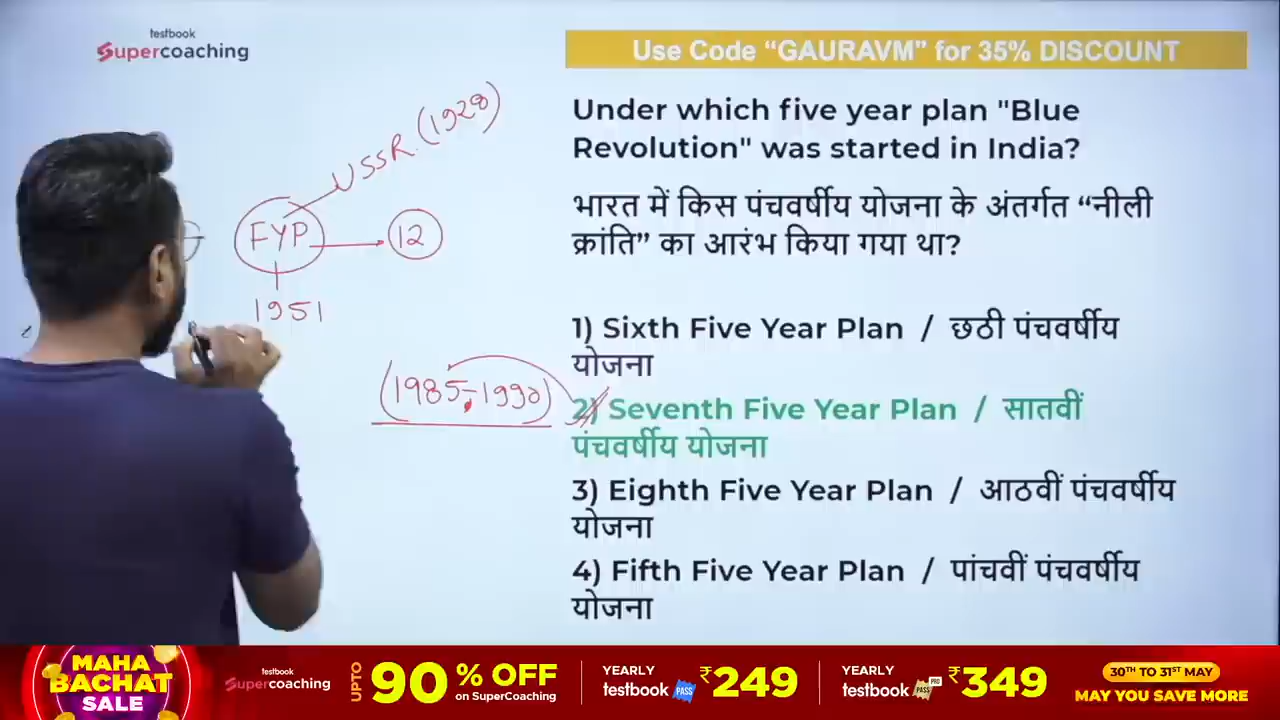 testbook
Supercoaching
Use Code “GAURAVM" for 35% DISCOUNT
Under which five year plan "Blue
Revolution" was started in India?
भारत में किस पंचवर्षीय योजना के अंतर्गत “नीली
क्रांति” का आरंभ किया गया था?
1) Sixth Five Year Plan / छठी पंचवर्षीय
योजना
2) Seventh Five Year Plan / सातवीं
पंचवर्षीय योजना
3) Eighth Five Year Plan / आठवीं पंचवर्षीय
योजना
4) Fifth Five Year Plan / पांचवीं पंचवर्षीय
योजना
USSR (1928)
FYP
12
1951
(1985-1990)
MAHA
BACHAT
SALE
testbook
Supercoaching
UPTO 90% OFF
on SuperCoaching
YEARLY
testbook PASS
₹249
YEARLY
testbook PASS PRO
₹349
30TH TO 31ST MAY
MAY YOU SAVE MORE